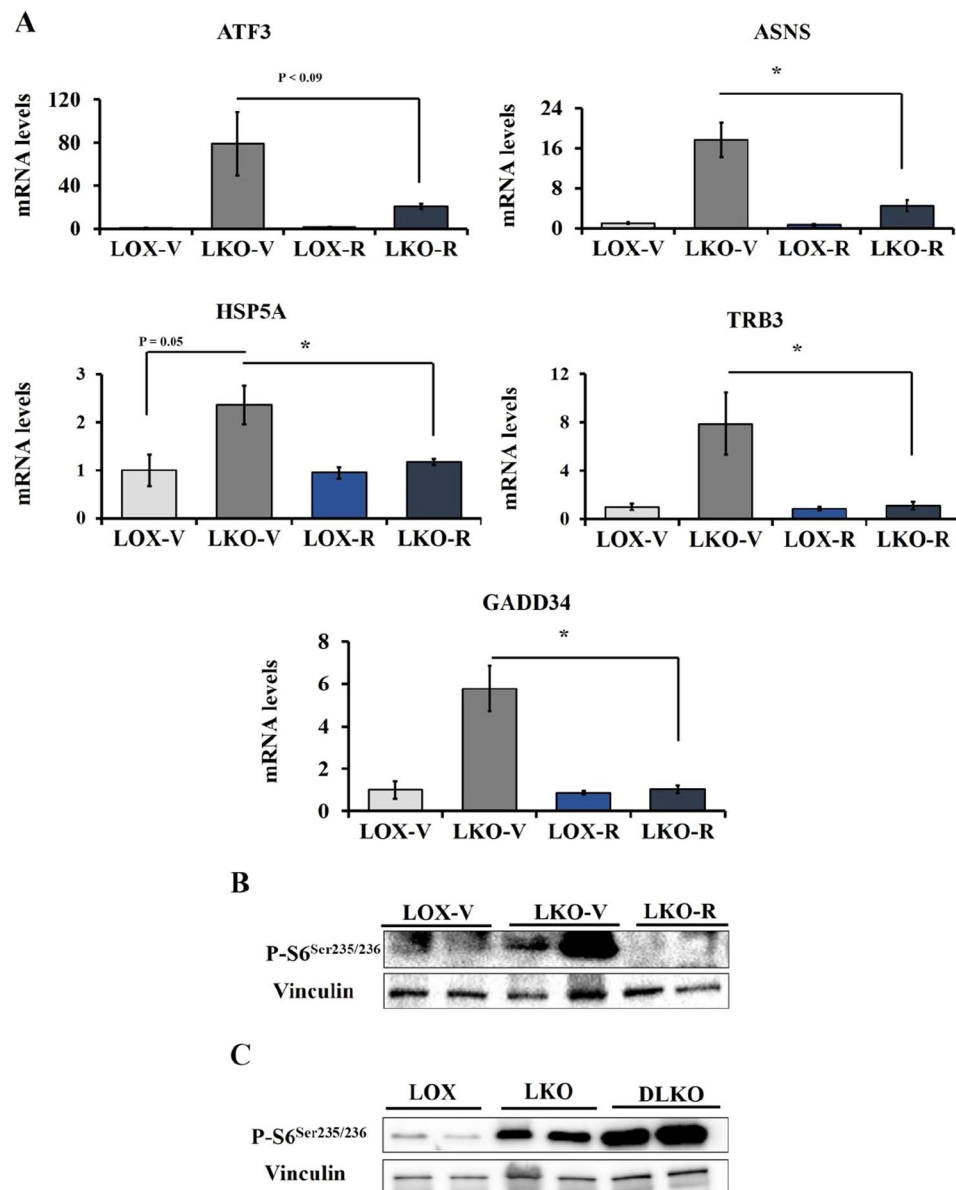 A
ATF3
P < 0.09
mRNA levels
120
80
40
0
LOX-V LKO-V LOX-R LKO-R
ASNS
*
mRNA levels
24
16
8
0
LOX-V LKO-V LOX-R LKO-R
HSP5A
P = 0.05
*
mRNA levels
3
2
1
0
LOX-V LKO-V LOX-R LKO-R
TRB3
*
mRNA levels
12
8
4
0
LOX-V LKO-V LOX-R LKO-R
GADD34
*
mRNA levels
8
6
4
2
0
LOX-V LKO-V LOX-R LKO-R
B
LOX-V LKO-V LKO-R
P-S6Ser235/236
Vinculin
C
LOX LKO DLKO
P-S6Ser235/236
Vinculin